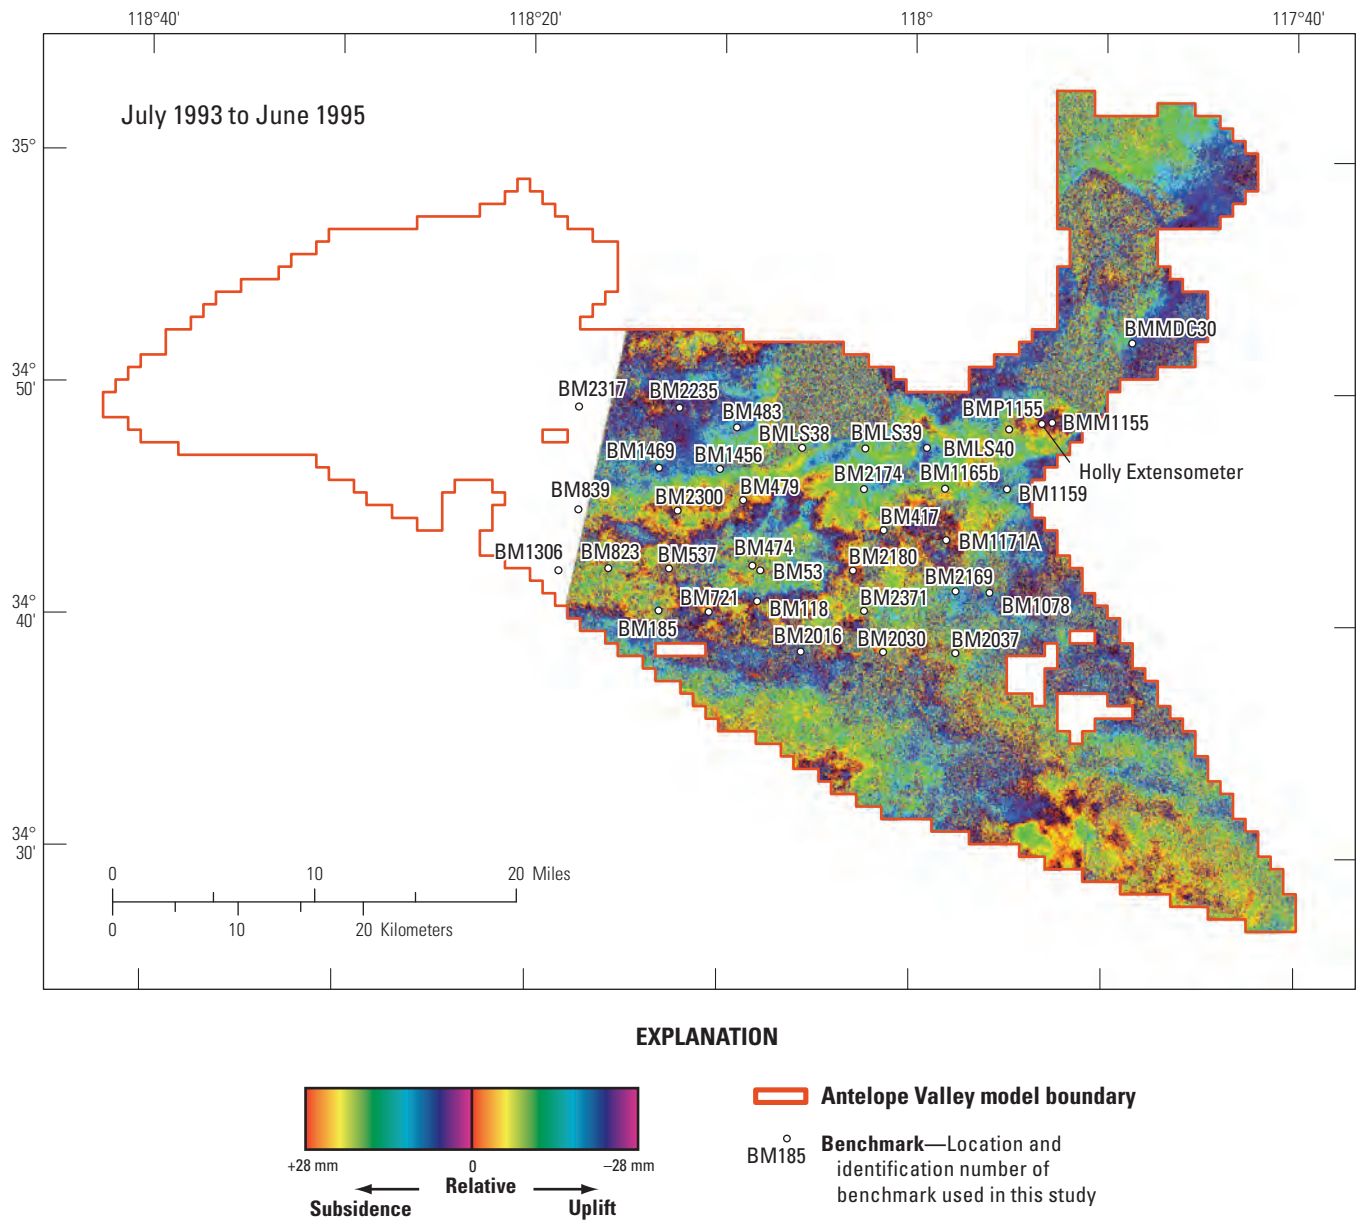 118°40' 118°20' 118° 117°40'
July 1993 to June 1995
35°
34°
50'
34°
40'
34°
30'
BMMDC30
BM2317
BM2235
BM483
BMP1155
BMM1155
BMLS38
BMLS39
BMLS40
BM1469
BM1456
Holly Extensometer
BM2174
BM1165b
BM1159
BM839
BM2300
BM479
BM417
BM1171A
BM1306
BM823
BM537
BM474
BM53
BM2180
BM2169
BM1078
BM721
BM118
BM2371
BM185
BM2016
BM2030
BM2037
0 10 20 Miles
0 10 20 Kilometers
EXPLANATION
+28 mm 0 –28 mm
Relative
Subsidence Uplift
Antelope Valley model boundary
BM185
Benchmark—Location and
identification number of
benchmark used in this study